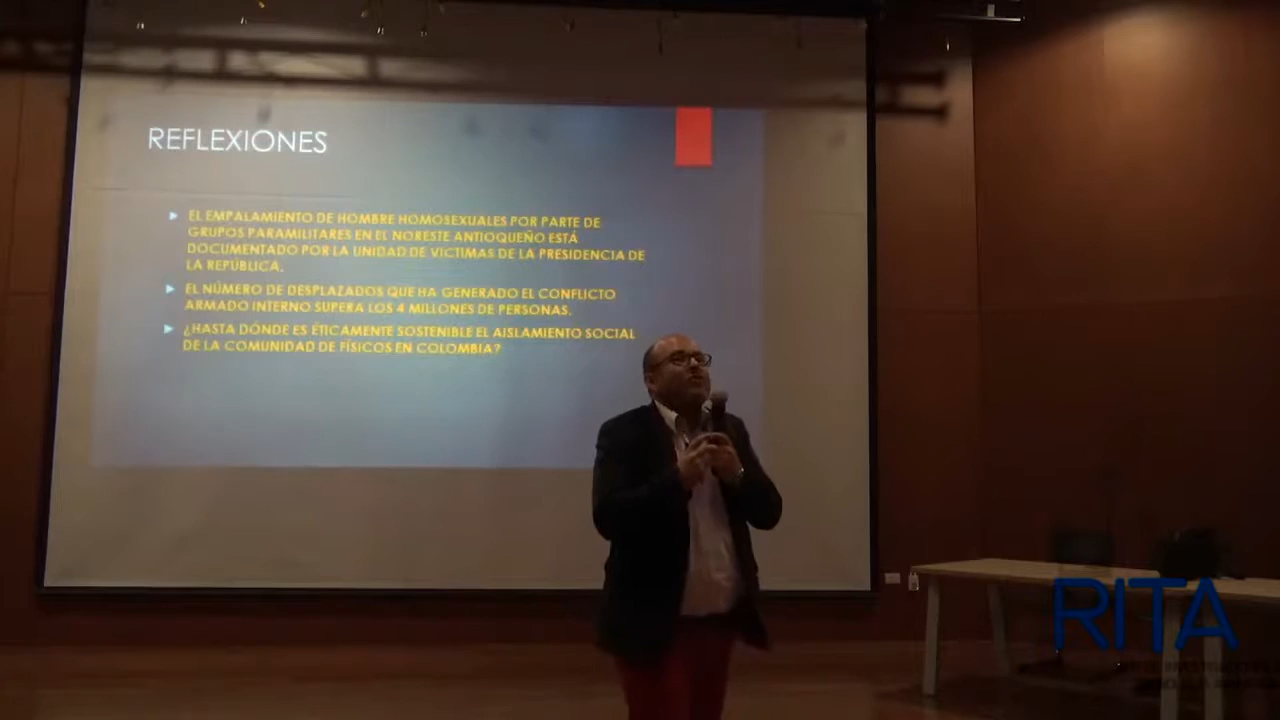 REFLEXIONES
EL EMPALAMIENTO DE HOMBRE HOMOSEXUALES POR PARTE DE
GRUPOS PARAMILITARES EN EL NORESTE ANTIOQUEÑO ESTÁ
DOCUMENTADO POR LA UNIDAD DE VÍCTIMAS DE LA PRESIDENCIA DE
LA REPÚBLICA.
EL NÚMERO DE DESPLAZADOS QUE HA GENERADO EL CONFLICTO
ARMADO INTERNO SUPERA LOS 4 MILLONES DE PERSONAS.
¿HASTA DÓNDE ES ÉTICAMENTE SOSTENIBLE EL AISLAMIENTO SOCIAL
DE LA COMUNIDAD DE FÍSICOS EN COLOMBIA?
RITA